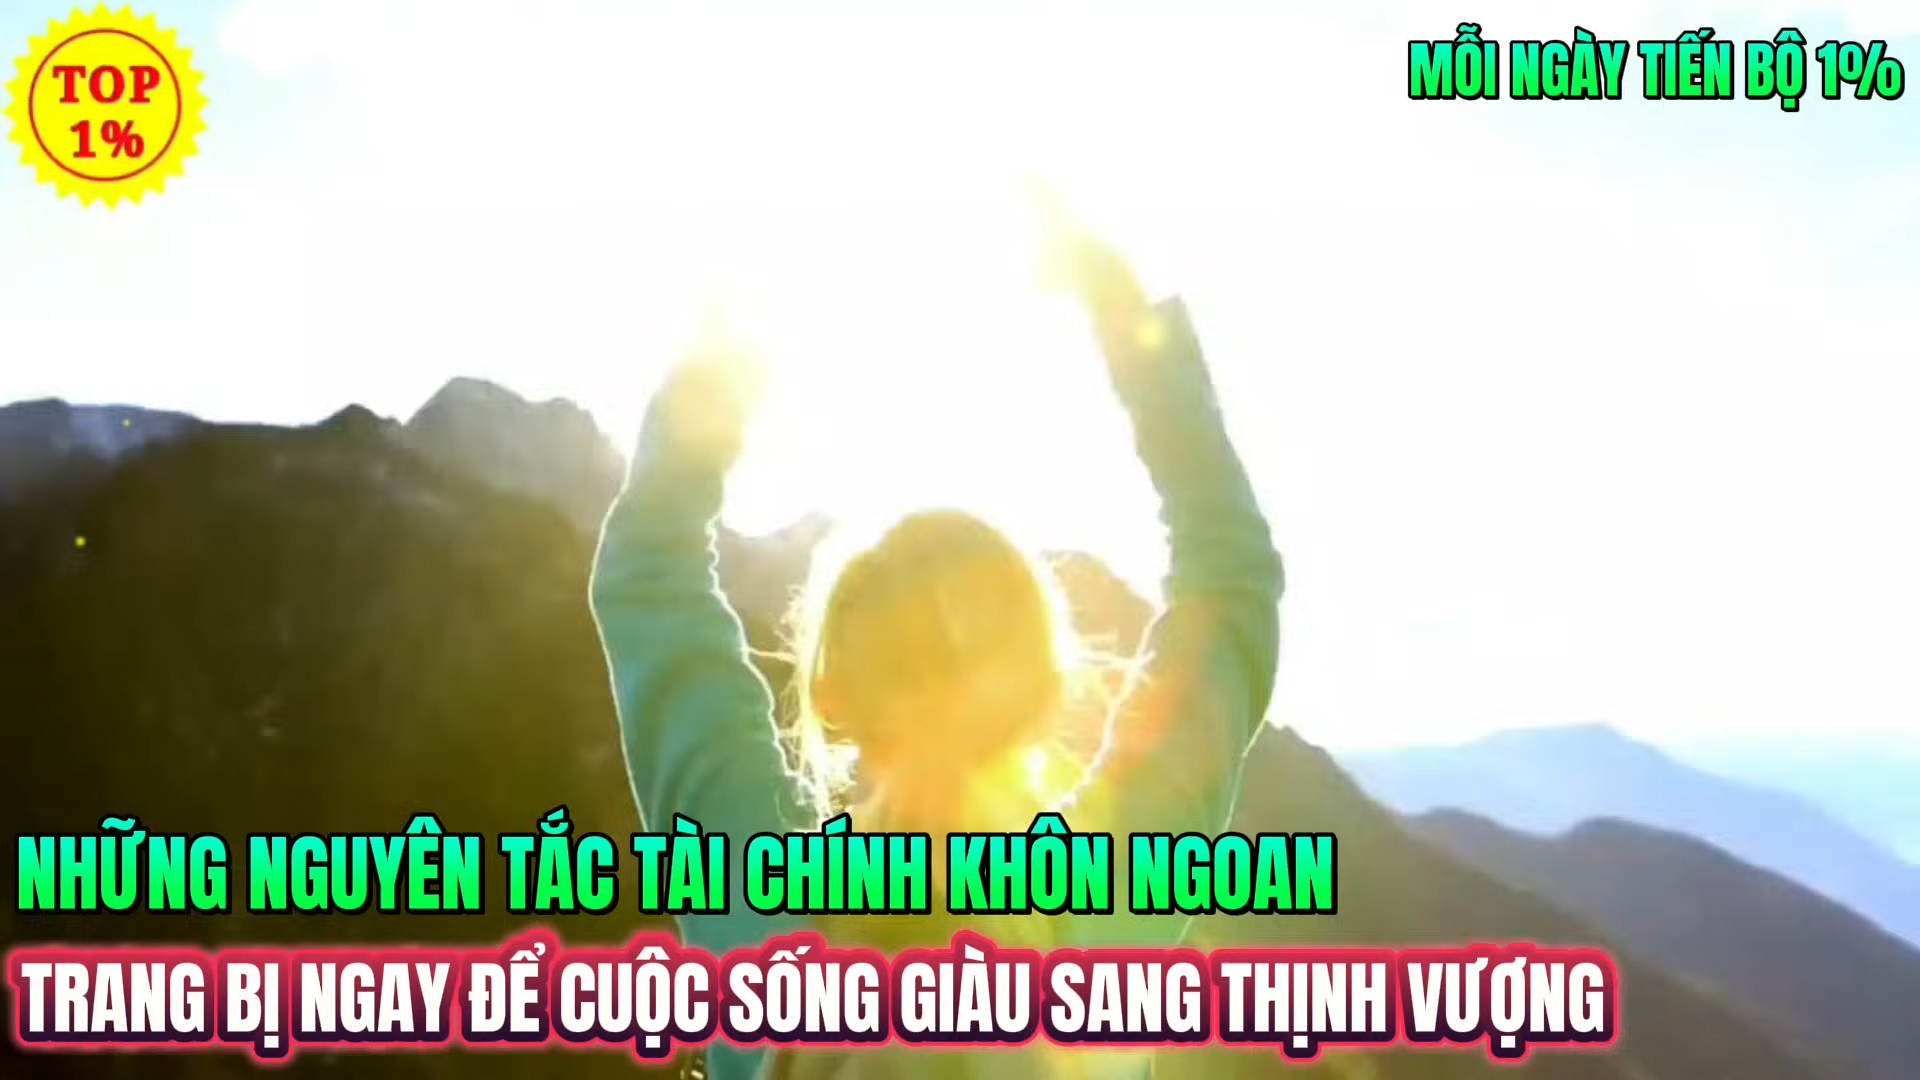 TOP
1%
MỖI NGÀY TIẾN BỘ 1%
NHỮNG NGUYÊN TẮC TÀI CHÍNH KHÔN NGOAN
TRANG BỊ NGAY ĐỂ CUỘC SỐNG GIÀU SANG THỊNH VƯỢNG